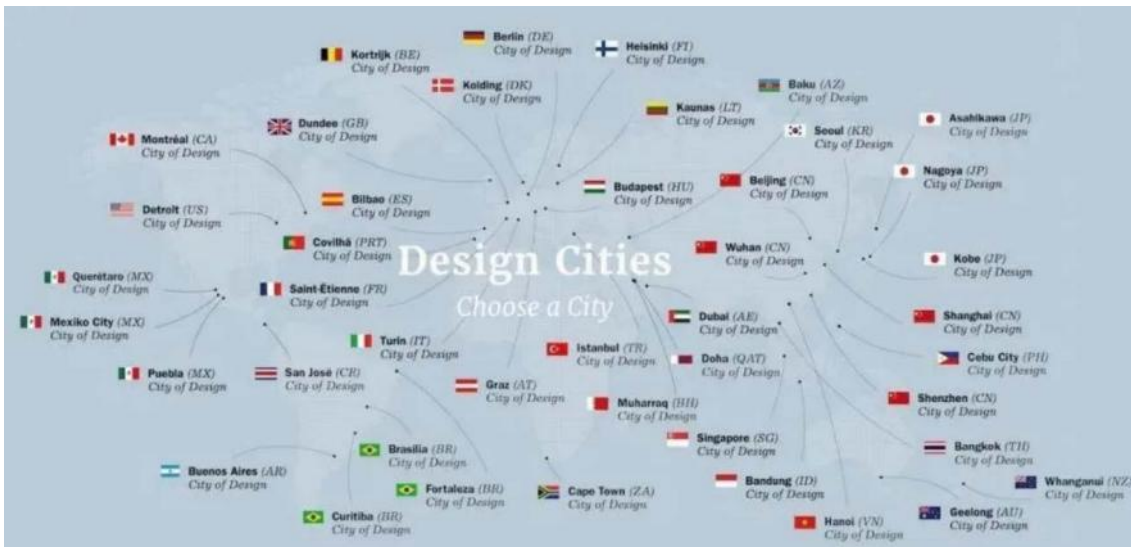 Berlin (DE)
City of Design
Helsinki (FI)
City of Design
Kortrijk (BE)
City of Design
Kolding (DK)
City of Design
Baku (AZ)
City of Design
Kaunas (LT)
City of Design
Dundee (GB)
City of Design
Seoul (KR)
City of Design
Asahikawa (JP)
City of Design
Montréal (CA)
City of Design
Nagoya (JP)
City of Design
Budapest (HU)
City of Design
Beijing (CN)
City of Design
Bilbao (ES)
City of Design
Detroit (US)
City of Design
Covilhã (PRT)
City of Design
Wuhan (CN)
City of Design
Design Cities
Choose a City
Kobe (JP)
City of Design
Querétaro (MX)
City of Design
Saint-Étienne (FR)
City of Design
Mexiko City (MX)
City of Design
Dubai (AE)
City of Design
Shanghai (CN)
City of Design
Turin (IT)
City of Design
Istanbul (TR)
City of Design
Doha (QAT)
City of Design
Cebu City (PH)
City of Design
Puebla (MX)
City of Design
San José (CR)
City of Design
Graz (AT)
City of Design
Muharraq (BH)
City of Design
Shenzhen (CN)
City of Design
Singapore (SG)
City of Design
Bangkok (TH)
City of Design
Brasilia (BR)
City of Design
Buenos Aires (AR)
City of Design
Fortaleza (BR)
City of Design
Cape Town (ZA)
City of Design
Bandung (ID)
City of Design
Whanganui (NZ)
City of Design
Curitiba (BR)
City of Design
Hanoi (VN)
City of Design
Geelong (AU)
City of Design